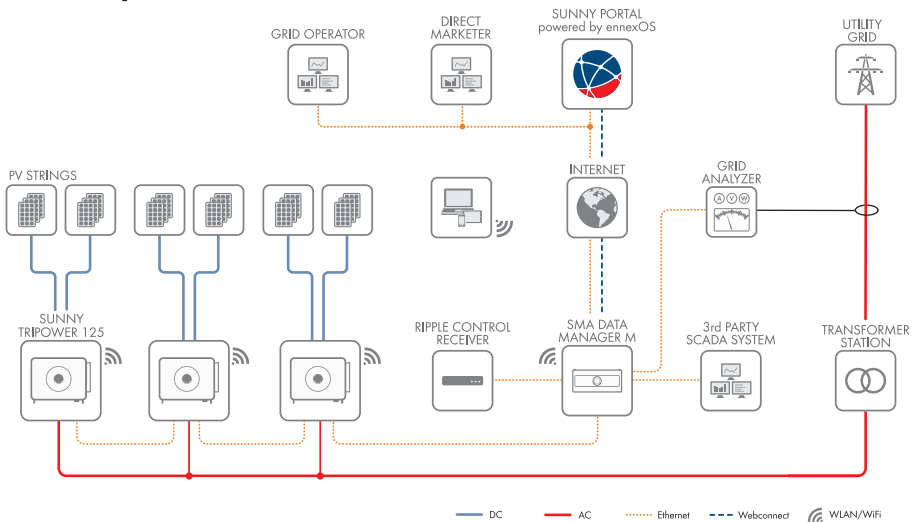 GRID OPERATOR
DIRECT
MARKETER
SUNNY PORTAL
powered by ennexOS
UTILITY
GRID
PV STRINGS
INTERNET
GRID
ANALYZER
A V W
SUNNY
TRIPOWER 125
RIPPLE CONTROL
RECEIVER
SMA DATA
MANAGER M
3rd PARTY
SCADA SYSTEM
TRANSFORMER
STATION
DC
AC
Ethernet
Webconnect
WLAN/WiFi